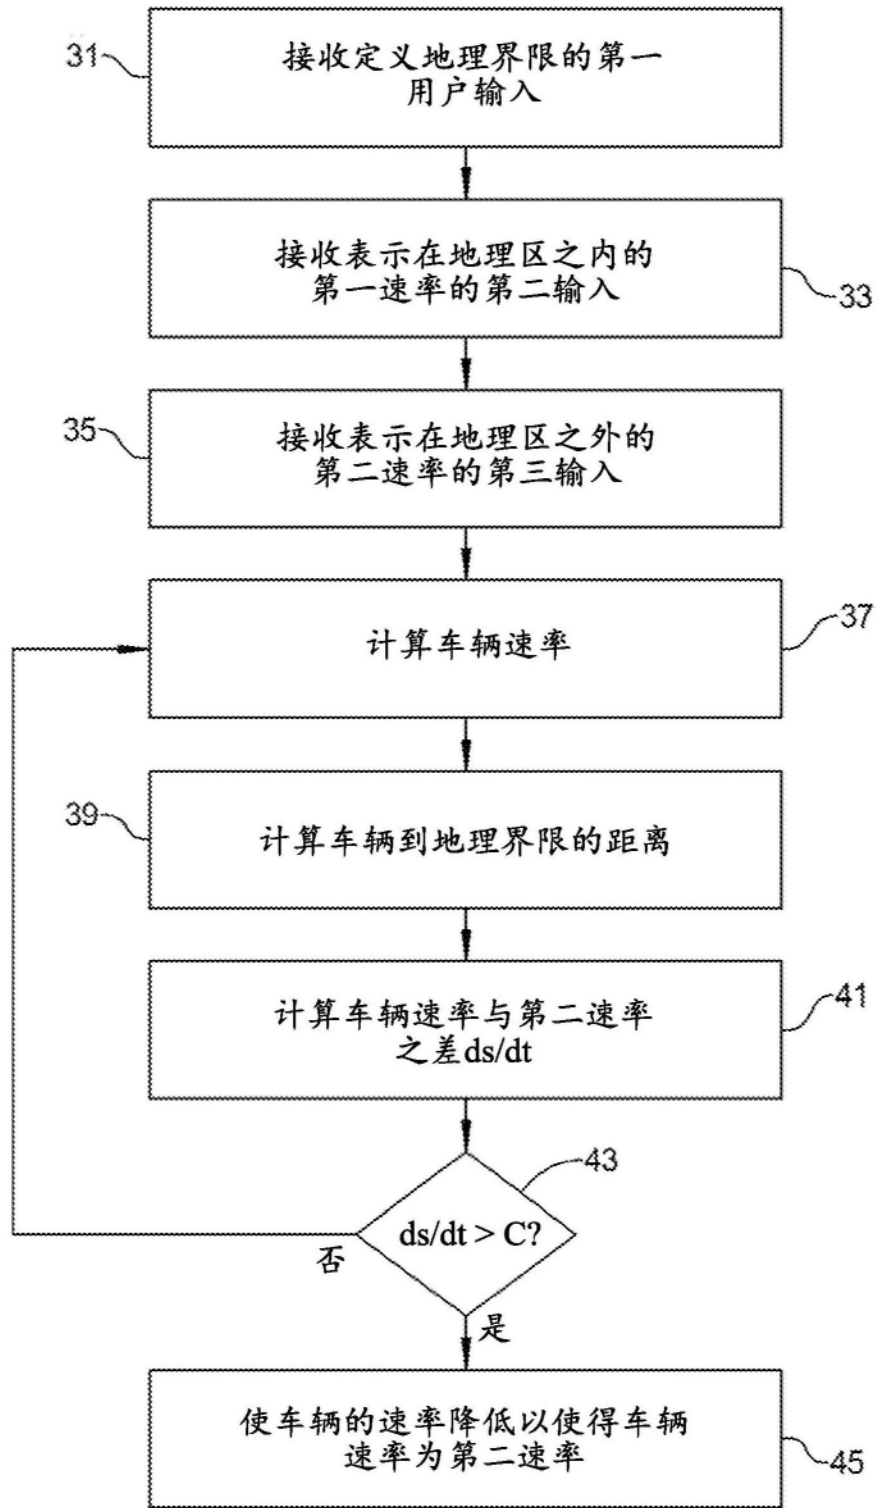 31
接收定义地理界限的第一
用户输入
接收表示在地理区之内的
第一速率的第二输入
33
35
接收表示在地理区之外的
第二速率的第三输入
计算车辆速率
37
39
计算车辆到地理界限的距离
计算车辆速率与第二速率
之差ds/dt
41
43
ds/dt > C?
否
是
使车辆的速率降低以使得车辆
速率为第二速率
45